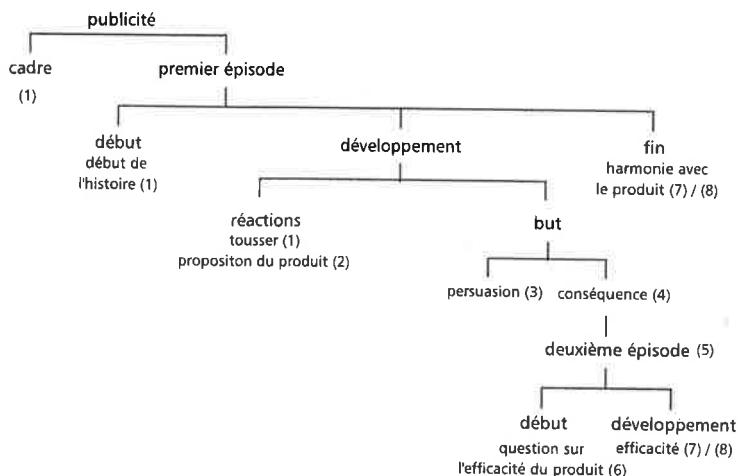 publicité
cadre
(1)
premier épisode
début
début de
l'histoire (1)
développement
fin
harmonie avec
le produit (7) / (8)
réactions
tousser (1)
propositon du produit (2)
but
persuasion (3)
conséquence (4)
deuxième épisode (5)
début
question sur
l'efficacité du produit (6)
développement
efficacité (7) / (8)